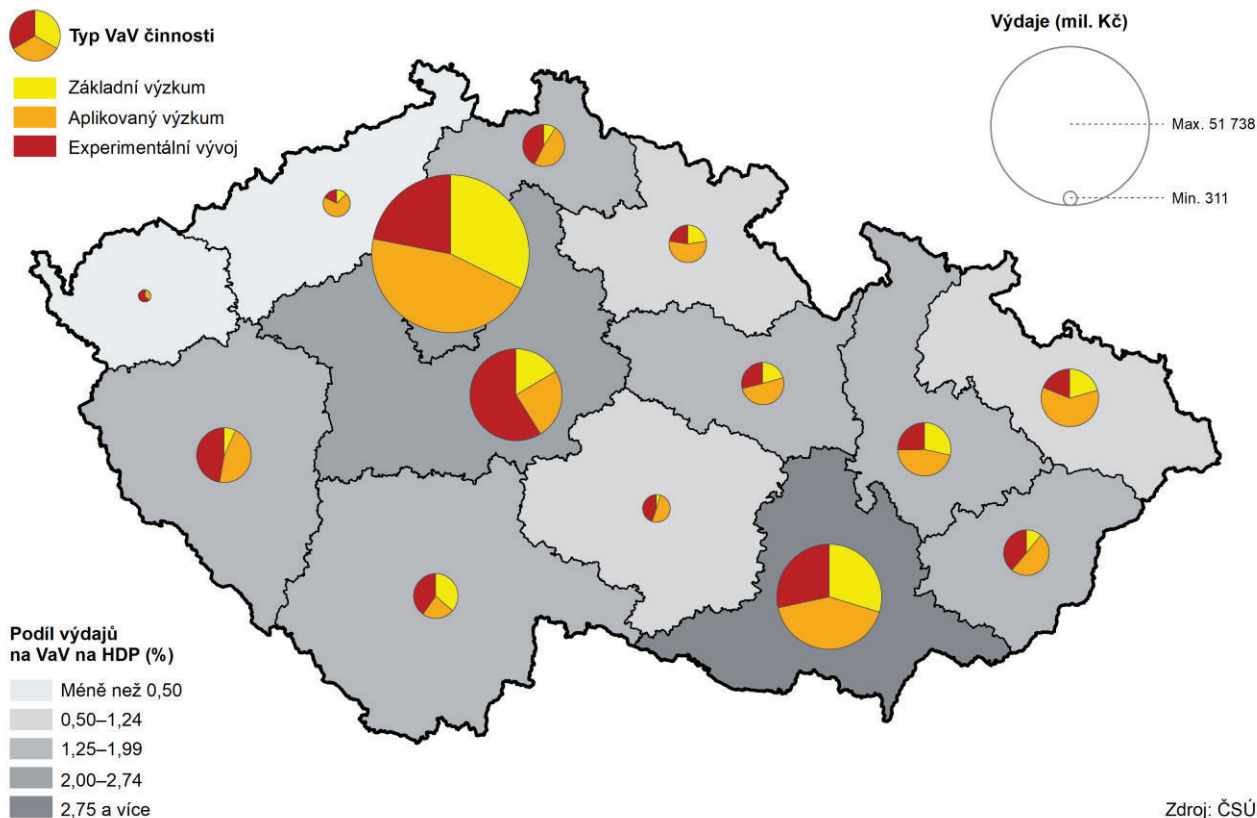 Typ VaV činnosti
Základní výzkum
Aplikovaný výzkum
Experimentální vývoj
Výdaje (mil. Kč)
Max. 51 738
Min. 311
Podíl výdajů
na VaV na HDP (%)
Méně než 0,50
0,50–1,24
1,25–1,99
2,00–2,74
2,75 a více
Zdroj: ČSÚ